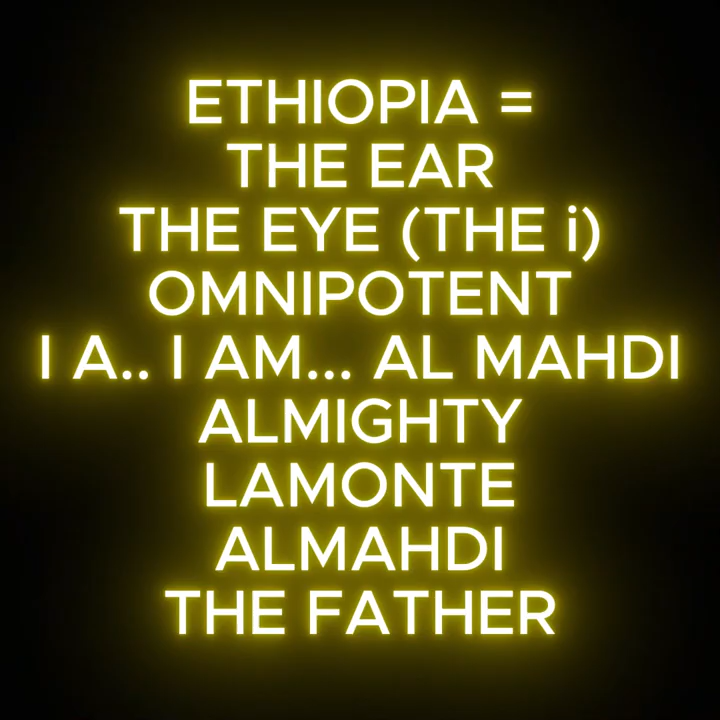 ETHIOPIA =
THE EAR
THE EYE (THE i)
OMNIPOTENT
I A.. I AM... AL MAHDI
ALMIGHTY
LAMONTE
ALMAHDI
THE FATHER